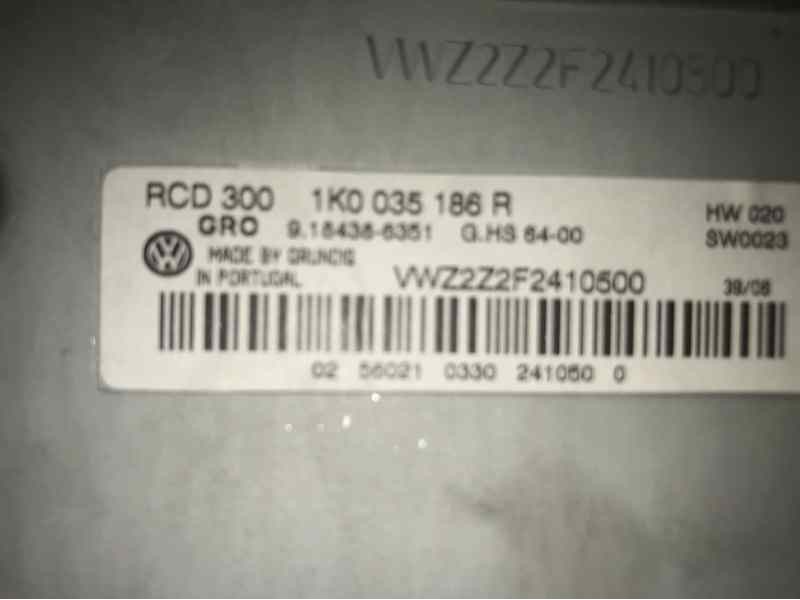 VWZ2Z2F2410500
RCD 300 1K0 035 186 R HW 020
GRO 9.18438-6351 G.HS 64-00 SW0023
MADE BY GRUNDIG
IN PORTUGAL VWZ2Z2F2410500 39/08
02 56021 0330 241050 0